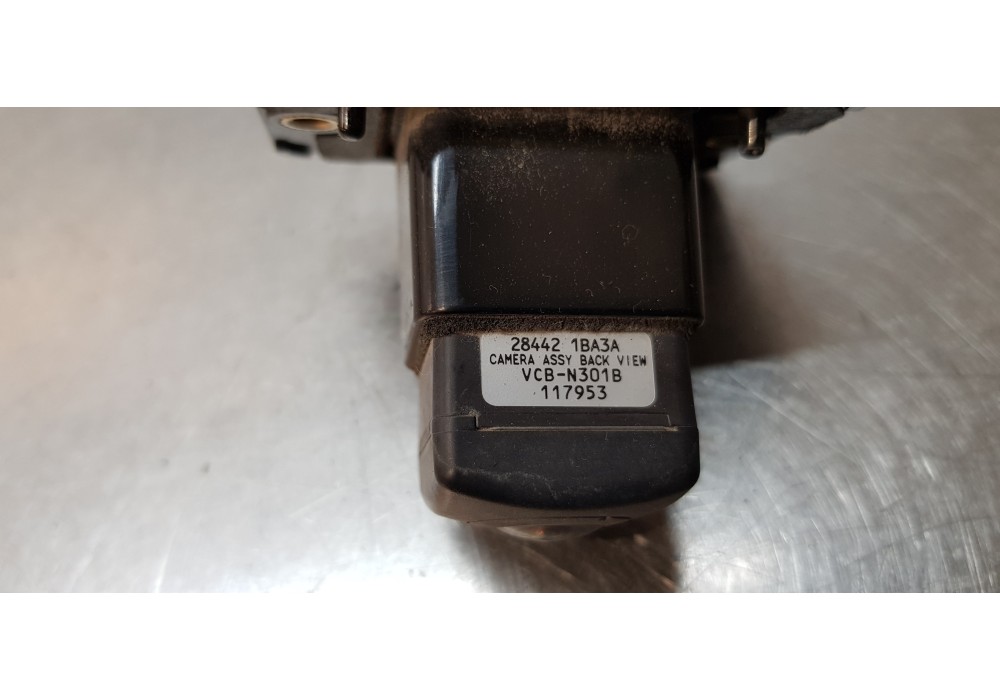 28442 1BA3A
CAMERA ASSY BACK VIEW
VCB-N301B
117953